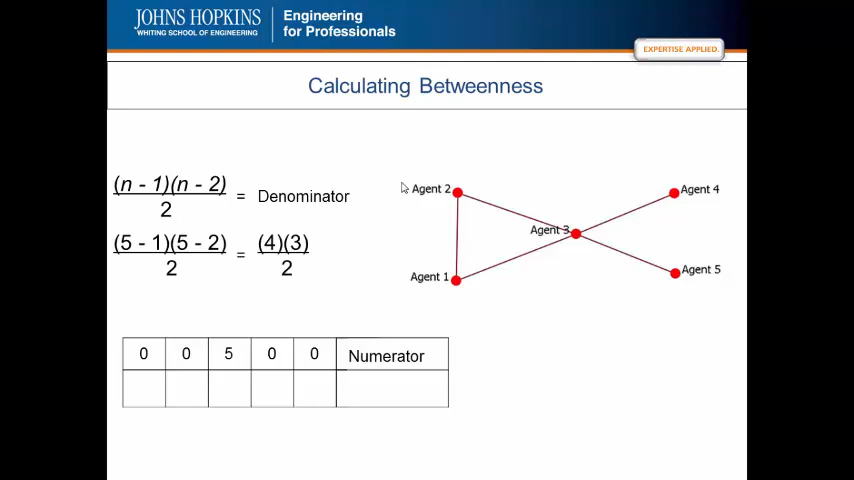 JOHNS HOPKINS
WHITING SCHOOL OF ENGINEERING
Engineering
for Professionals
EXPERTISE APPLIED.
Calculating Betweenness
(n - 1)(n - 2)
2
= Denominator
(5 - 1)(5 - 2)
2
= (4)(3)
2
Agent 2
Agent 4
Agent 3
Agent 1
Agent 5
0 0 5 0 0 Numerator